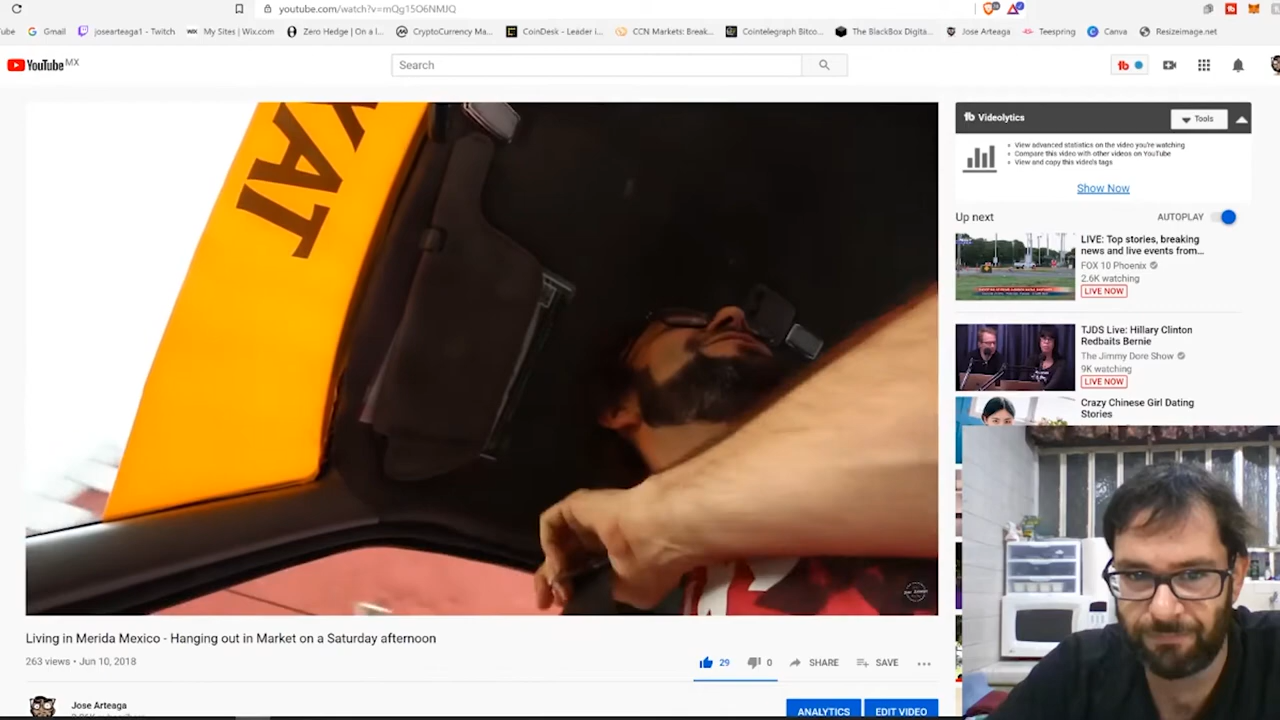 youtube.com/watch?v=mQg15O6NMJQ
Gmail
josearteaga1 - Twitch
My Sites | Wix.com
Zero Hedge | On a l...
CryptoCurrency Ma...
CoinDesk - Leader i...
CCN Markets: Break...
Cointelegraph Bitco...
The BlackBox Digita...
Jose Arteaga
Teespring
Canva
Resizeimage.net
YouTube MX
Search
tb
YAT
tb Videolytics
Tools
View advanced statistics on the video you're watching
Compare this video with other videos on YouTube
View and copy this video's tags
Show Now
Up next
AUTOPLAY
LIVE: Top stories, breaking
news and live events from...
FOX 10 Phoenix
2.6K watching
LIVE NOW
TJDS Live: Hillary Clinton
Redbaits Bernie
The Jimmy Dore Show
9K watching
LIVE NOW
Crazy Chinese Girl Dating
Stories
Living in Merida Mexico - Hanging out in Market on a Saturday afternoon
263 views • Jun 10, 2018
29
0
SHARE
SAVE
Jose Arteaga
ANALYTICS
EDIT VIDEO